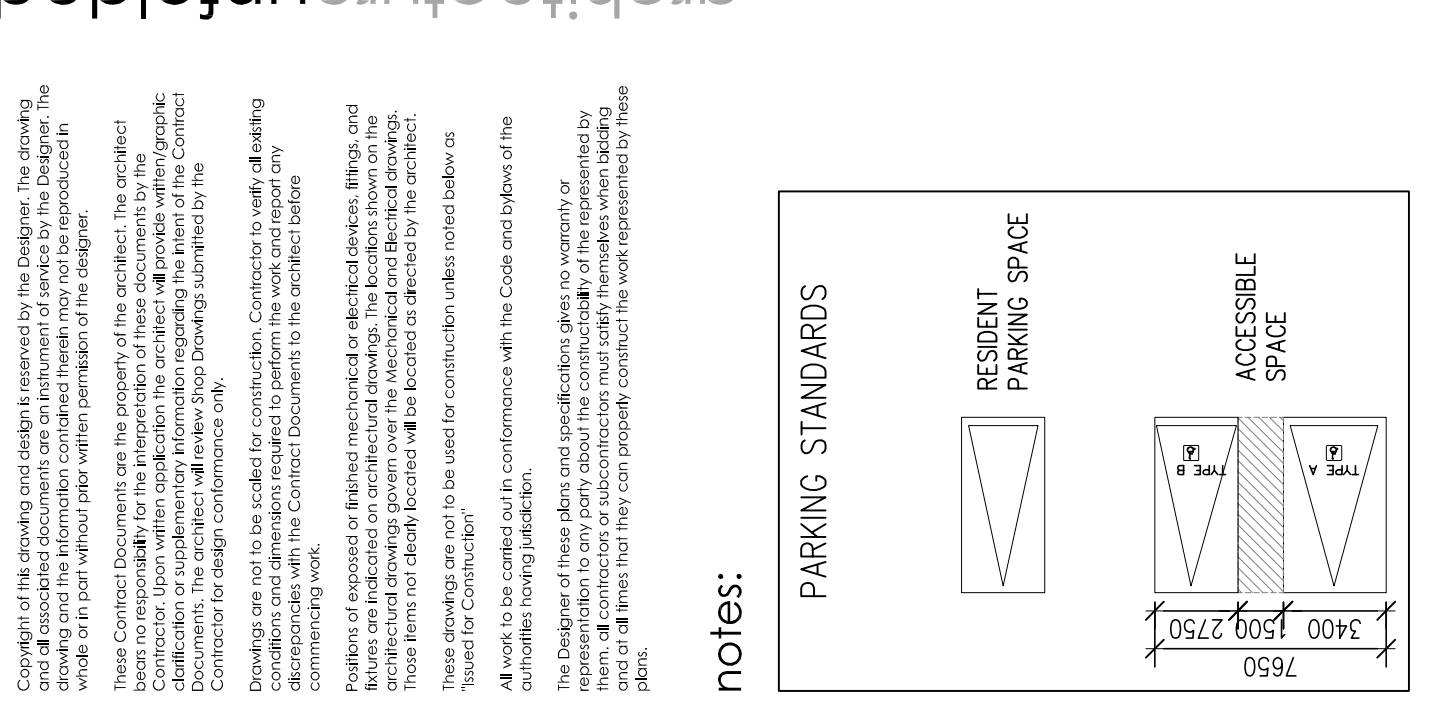 Copyright of this drawing and design is reserved by the Designer. The drawing
and all associated documents are an instrument of service by the Designer. The
drawing and the information contained therein may not be reproduced in
whole or in part without prior written permission of the designer.
These Contract Documents are the property of the architect. The architect
bears no responsibility for the interpretation of these documents by the
Contractor. Upon written application the architect will provide written/graphic
clarification or supplementary information regarding the intent of the Contract
Documents. The architect will review Shop Drawings submitted by the
Contractor for design conformance only.
Drawings are not to be scaled for construction. Contractor to verify all existing
conditions and dimensions required to perform the work and report any
discrepancies with the Contract Documents to the architect before
commencing work.
Positions of exposed or finished mechanical or electrical devices, fittings, and
fixtures are indicated on architectural drawings. The locations shown on the
architectural drawings govern over the Mechanical and Electrical drawings.
Those items not clearly located will be located as directed by the architect.
These drawings are not to be used for construction unless noted below as
"Issued for Construction"
All work to be carried out in conformance with the Code and bylaws of the
authorities having jurisdiction.
The Designer of these plans and specifications gives no warranty or
representation to any party about the constructability of the represented by
them. all contractors or subcontractors must satisfy themselves when bidding
and at all times that they can properly construct the work represented by these
plans.
notes:
PARKING STANDARDS
RESIDENT
PARKING SPACE
ACCESSIBLE
SPACE
TYPE B
TYPE A
2750
1500
3400
7650